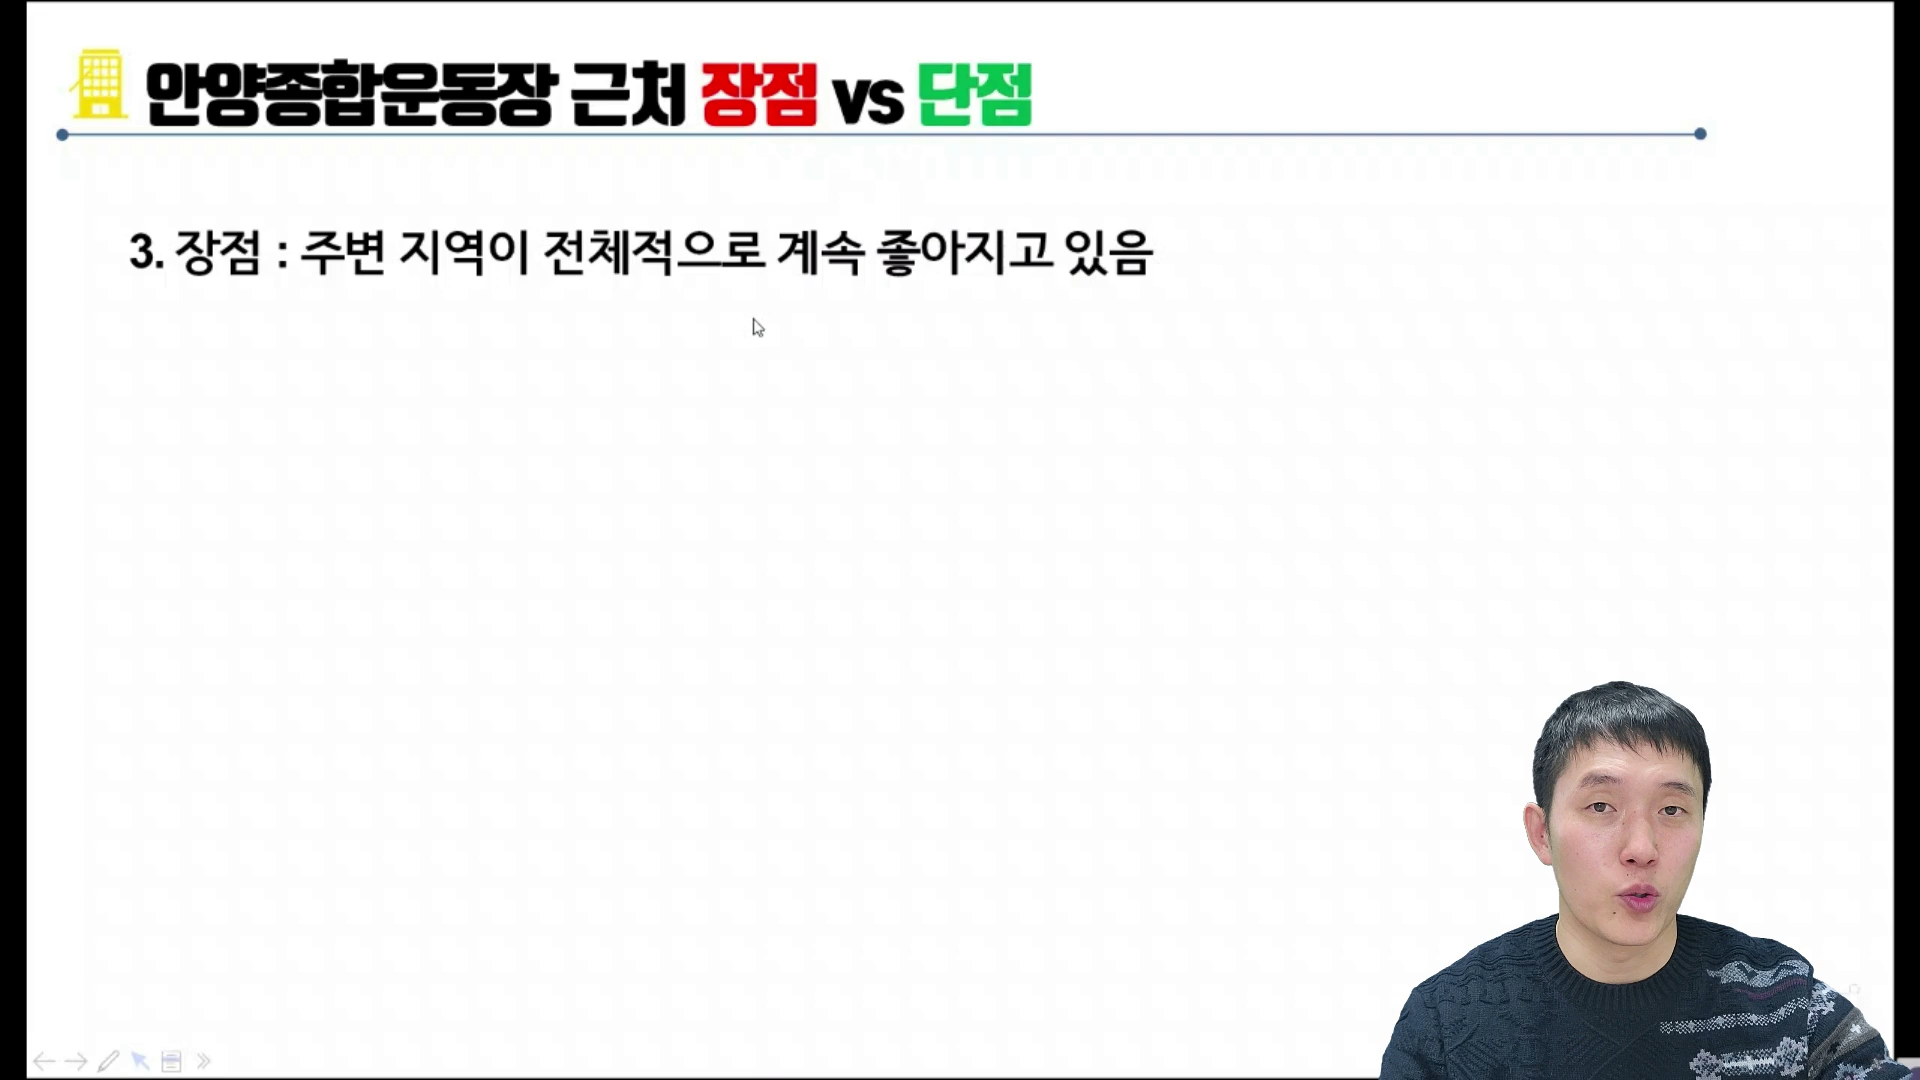 안양종합운동장 근처 장점 vs 단점
3. 장점 : 주변 지역이 전체적으로 계속 좋아지고 있음